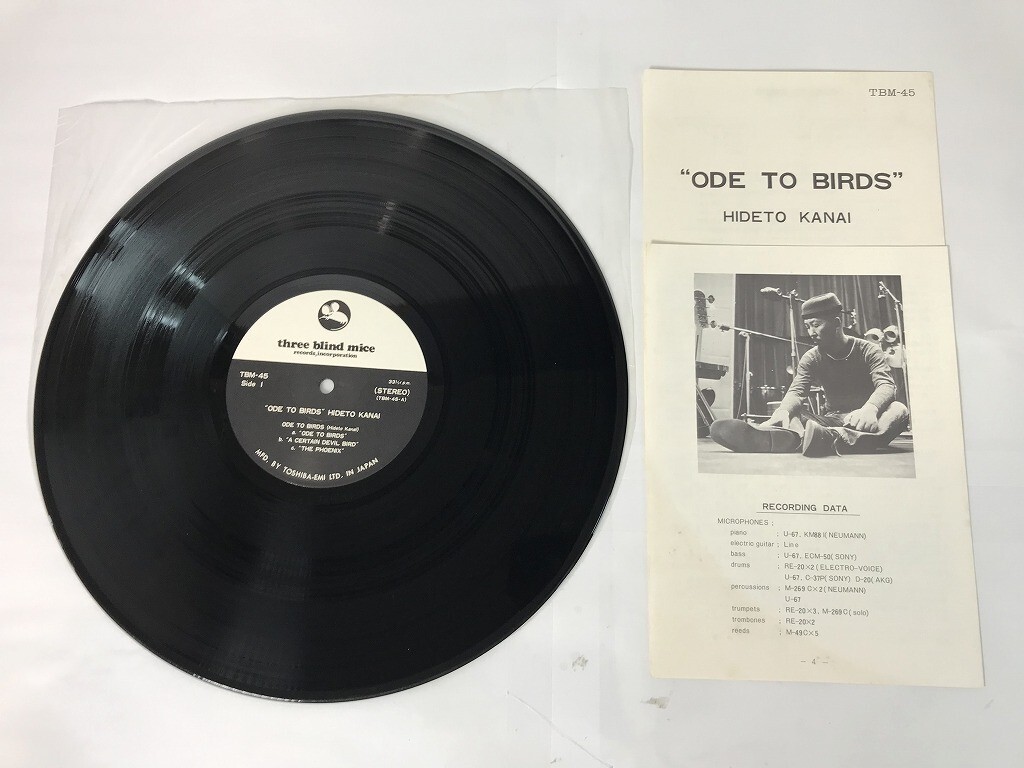 three blind mice
records, incorporation
TBM-45
Side 1
33⅓ r.p.m.
(STEREO)
(TBM-45-A)
"ODE TO BIRDS" HIDETO KANAI
ODE TO BIRDS (Hideto Kanai)
a. "ODE TO BIRDS"
b. "A CERTAIN DEVIL BIRD"
c. "THE PHOENIX"
MFD. BY TOSHIBA-EMI LTD. IN JAPAN
TBM-45
“ODE TO BIRDS”
HIDETO KANAI
RECORDING DATA
MICROPHONES ;
piano ; U-67, KM88 I(NEUMANN)
electric guitar ; Line
bass ; U-67, ECM-50(SONY)
drums ; RE-20×2(ELECTRO-VOICE)
U-67, C-37P(SONY) D-20(AKG)
percussions ; M-269 C×2(NEUMANN)
U-67
trumpets ; RE-20×3, M-269C(solo)
trombones ; RE-20×2
reeds ; M-49C×5
- 4 -